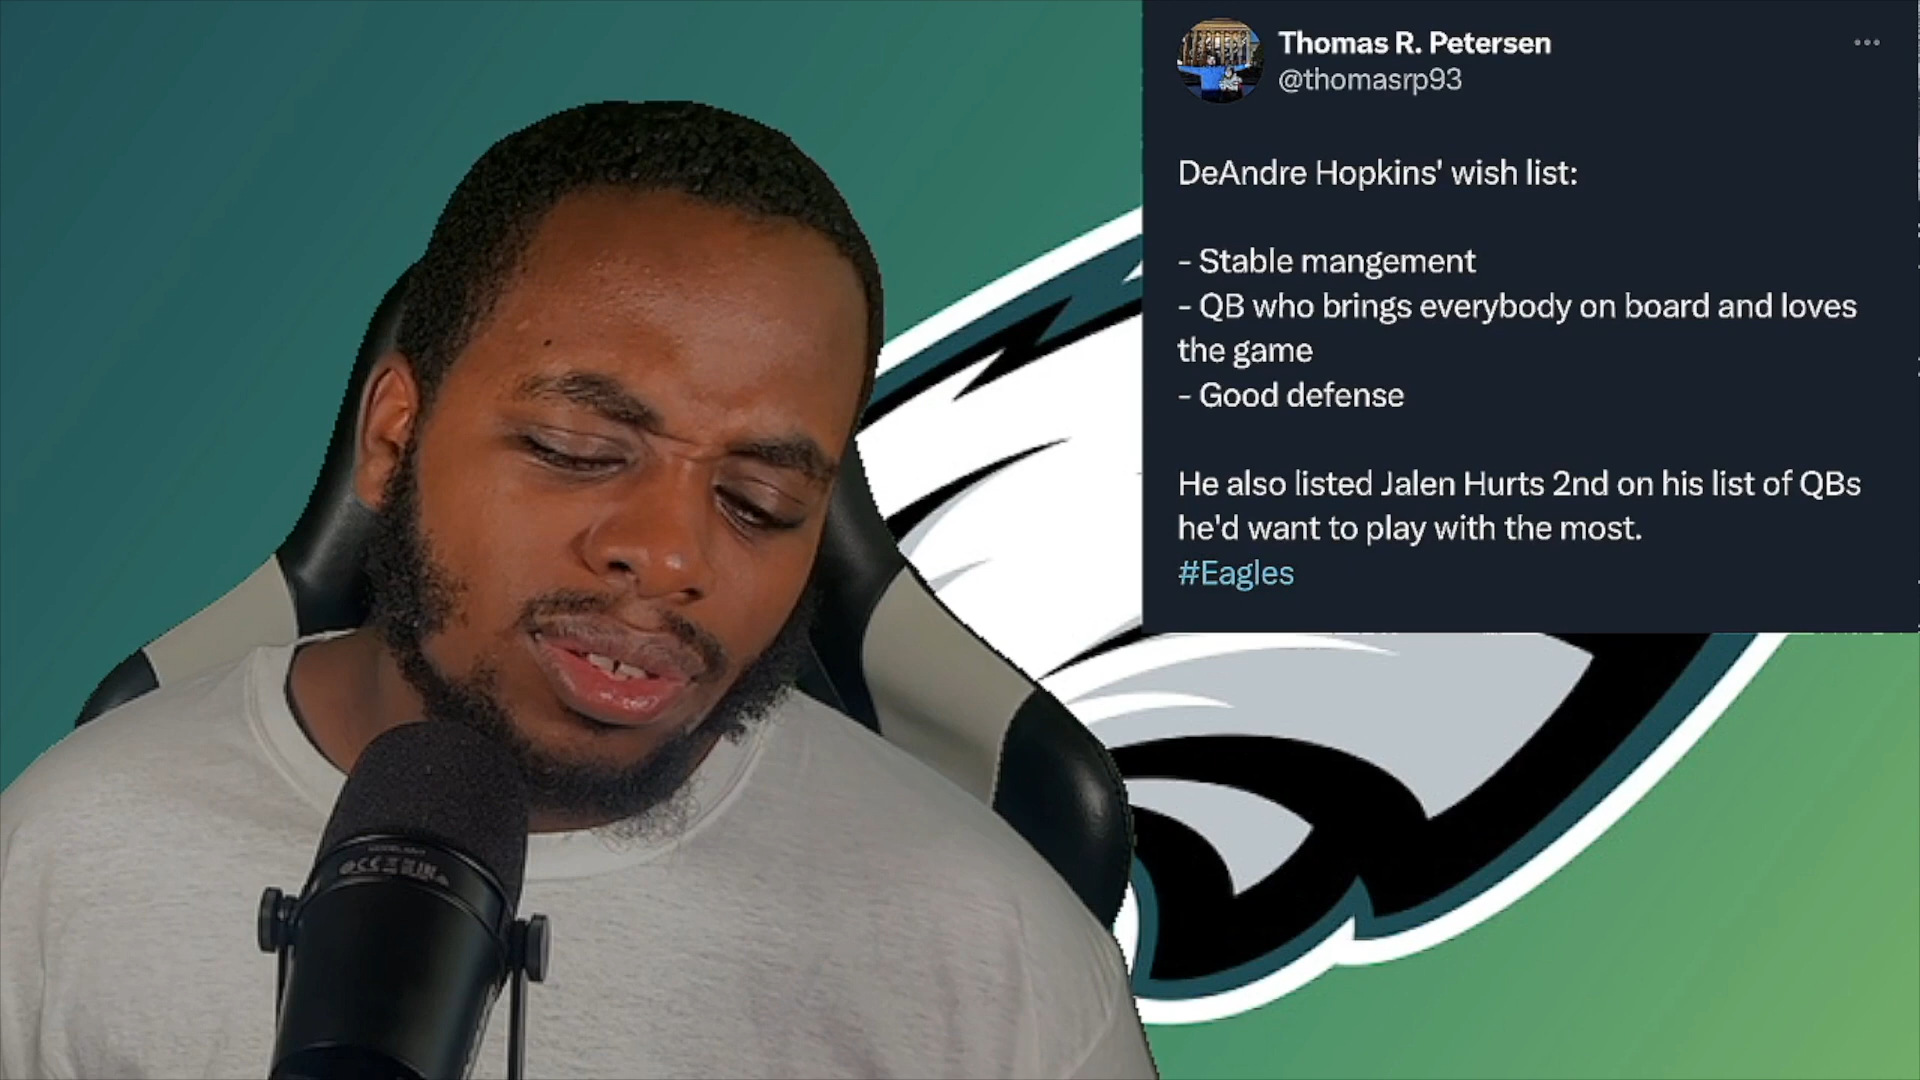 Thomas R. Petersen
@thomasrp93
DeAndre Hopkins' wish list:
- Stable mangement
- QB who brings everybody on board and loves
the game
- Good defense
He also listed Jalen Hurts 2nd on his list of QBs
he'd want to play with the most.
#Eagles